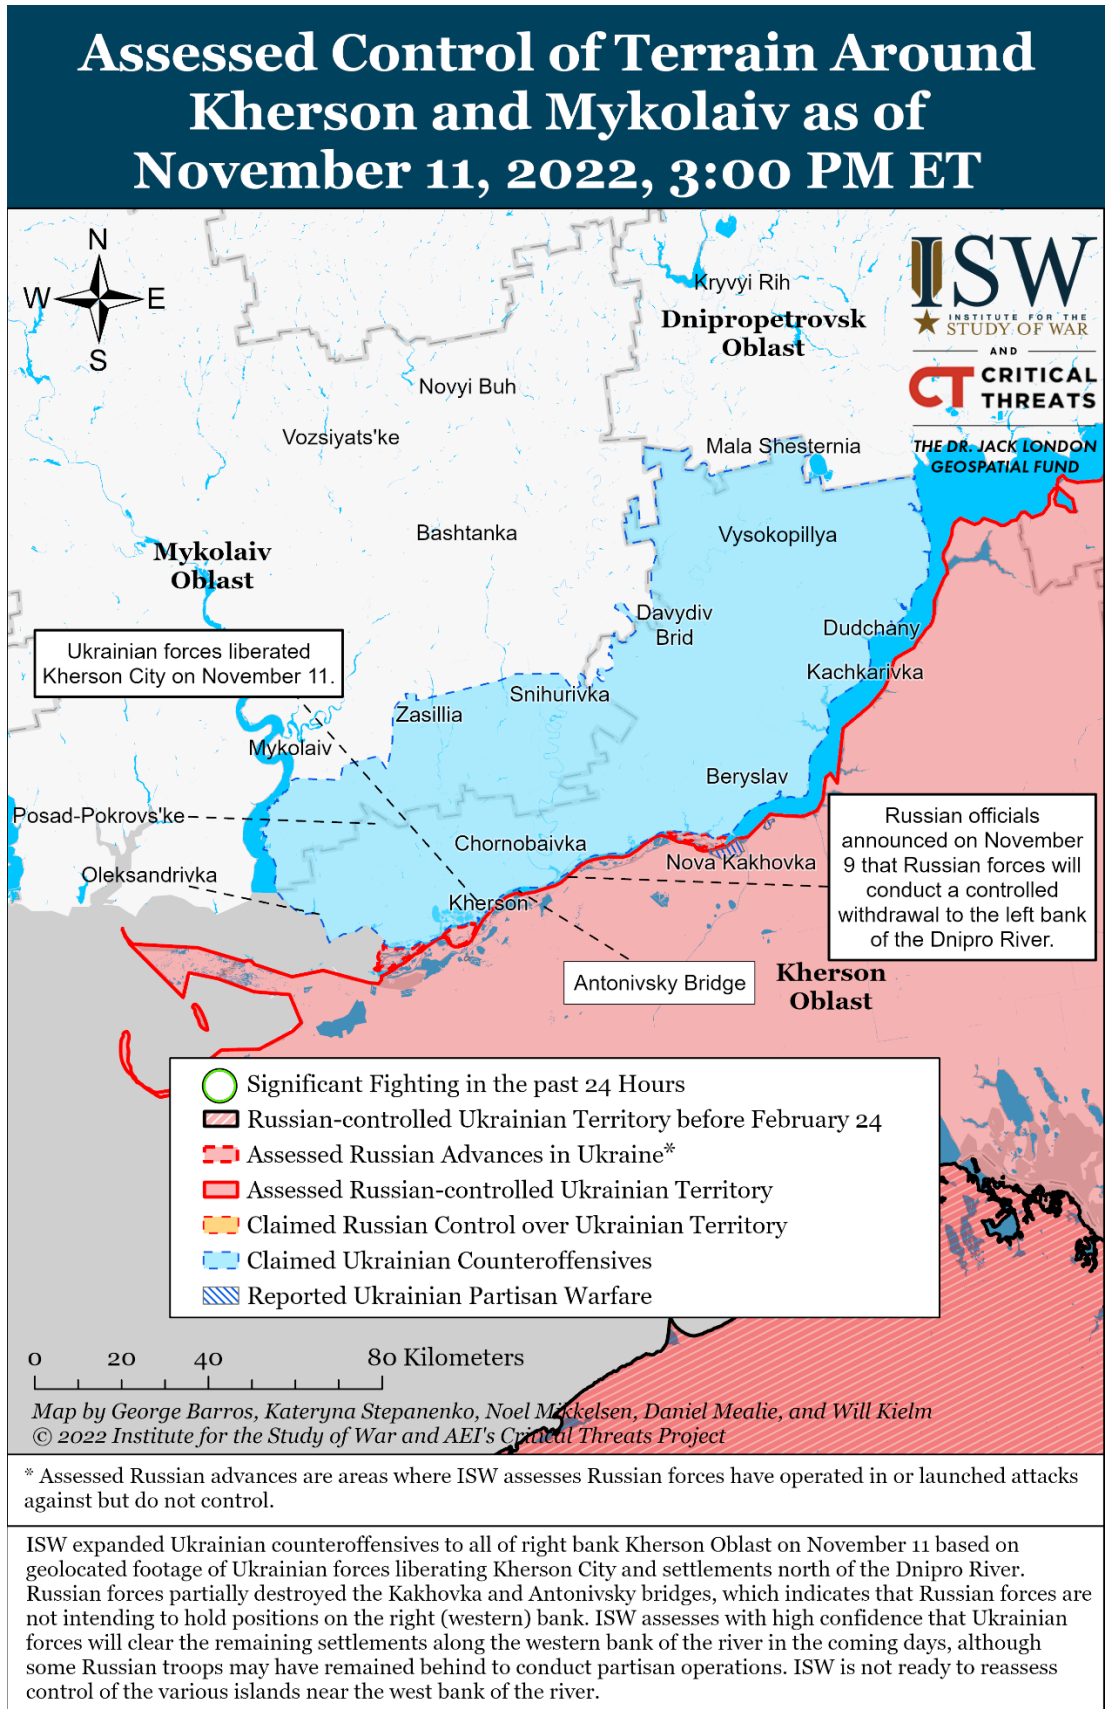 Assessed Control of Terrain Around
Kherson and Mykolaiv as of
November 11, 2022, 3:00 PM ET
N
W
E
S
ISW
INSTITUTE FOR THE
STUDY OF WAR
AND
CT CRITICAL
THREATS
THE DR. JACK LONDON
GEOSPATIAL FUND
Kryvyi Rih
Dnipropetrovsk
Oblast
Novyi Buh
Vozsiyats'ke
Mala Shesternia
Bashtanka
Vysokopillya
Mykolaiv
Oblast
Davydiv
Brid
Dudchany
Ukrainian forces liberated
Kherson City on November 11.
Kachkarivka
Snihurivka
Zasillia
Mykolaiv
Beryslav
Posad-Pokrovs'ke
Chornobaivka
Nova Kakhovka
Russian officials
announced on November
9 that Russian forces will
conduct a controlled
withdrawal to the left bank
of the Dnipro River.
Oleksandrivka
Kherson
Antonivsky Bridge
Kherson
Oblast
Significant Fighting in the past 24 Hours
Russian-controlled Ukrainian Territory before February 24
Assessed Russian Advances in Ukraine*
Assessed Russian-controlled Ukrainian Territory
Claimed Russian Control over Ukrainian Territory
Claimed Ukrainian Counteroffensives
Reported Ukrainian Partisan Warfare
0 20 40 80 Kilometers
Map by George Barros, Kateryna Stepanenko, Noel Mikkelsen, Daniel Mealie, and Will Kielm
© 2022 Institute for the Study of War and AEI's Critical Threats Project
* Assessed Russian advances are areas where ISW assesses Russian forces have operated in or launched attacks
against but do not control.
ISW expanded Ukrainian counteroffensives to all of right bank Kherson Oblast on November 11 based on
geolocated footage of Ukrainian forces liberating Kherson City and settlements north of the Dnipro River.
Russian forces partially destroyed the Kakhovka and Antonivsky bridges, which indicates that Russian forces are
not intending to hold positions on the right (western) bank. ISW assesses with high confidence that Ukrainian
forces will clear the remaining settlements along the western bank of the river in the coming days, although
some Russian troops may have remained behind to conduct partisan operations. ISW is not ready to reassess
control of the various islands near the west bank of the river.